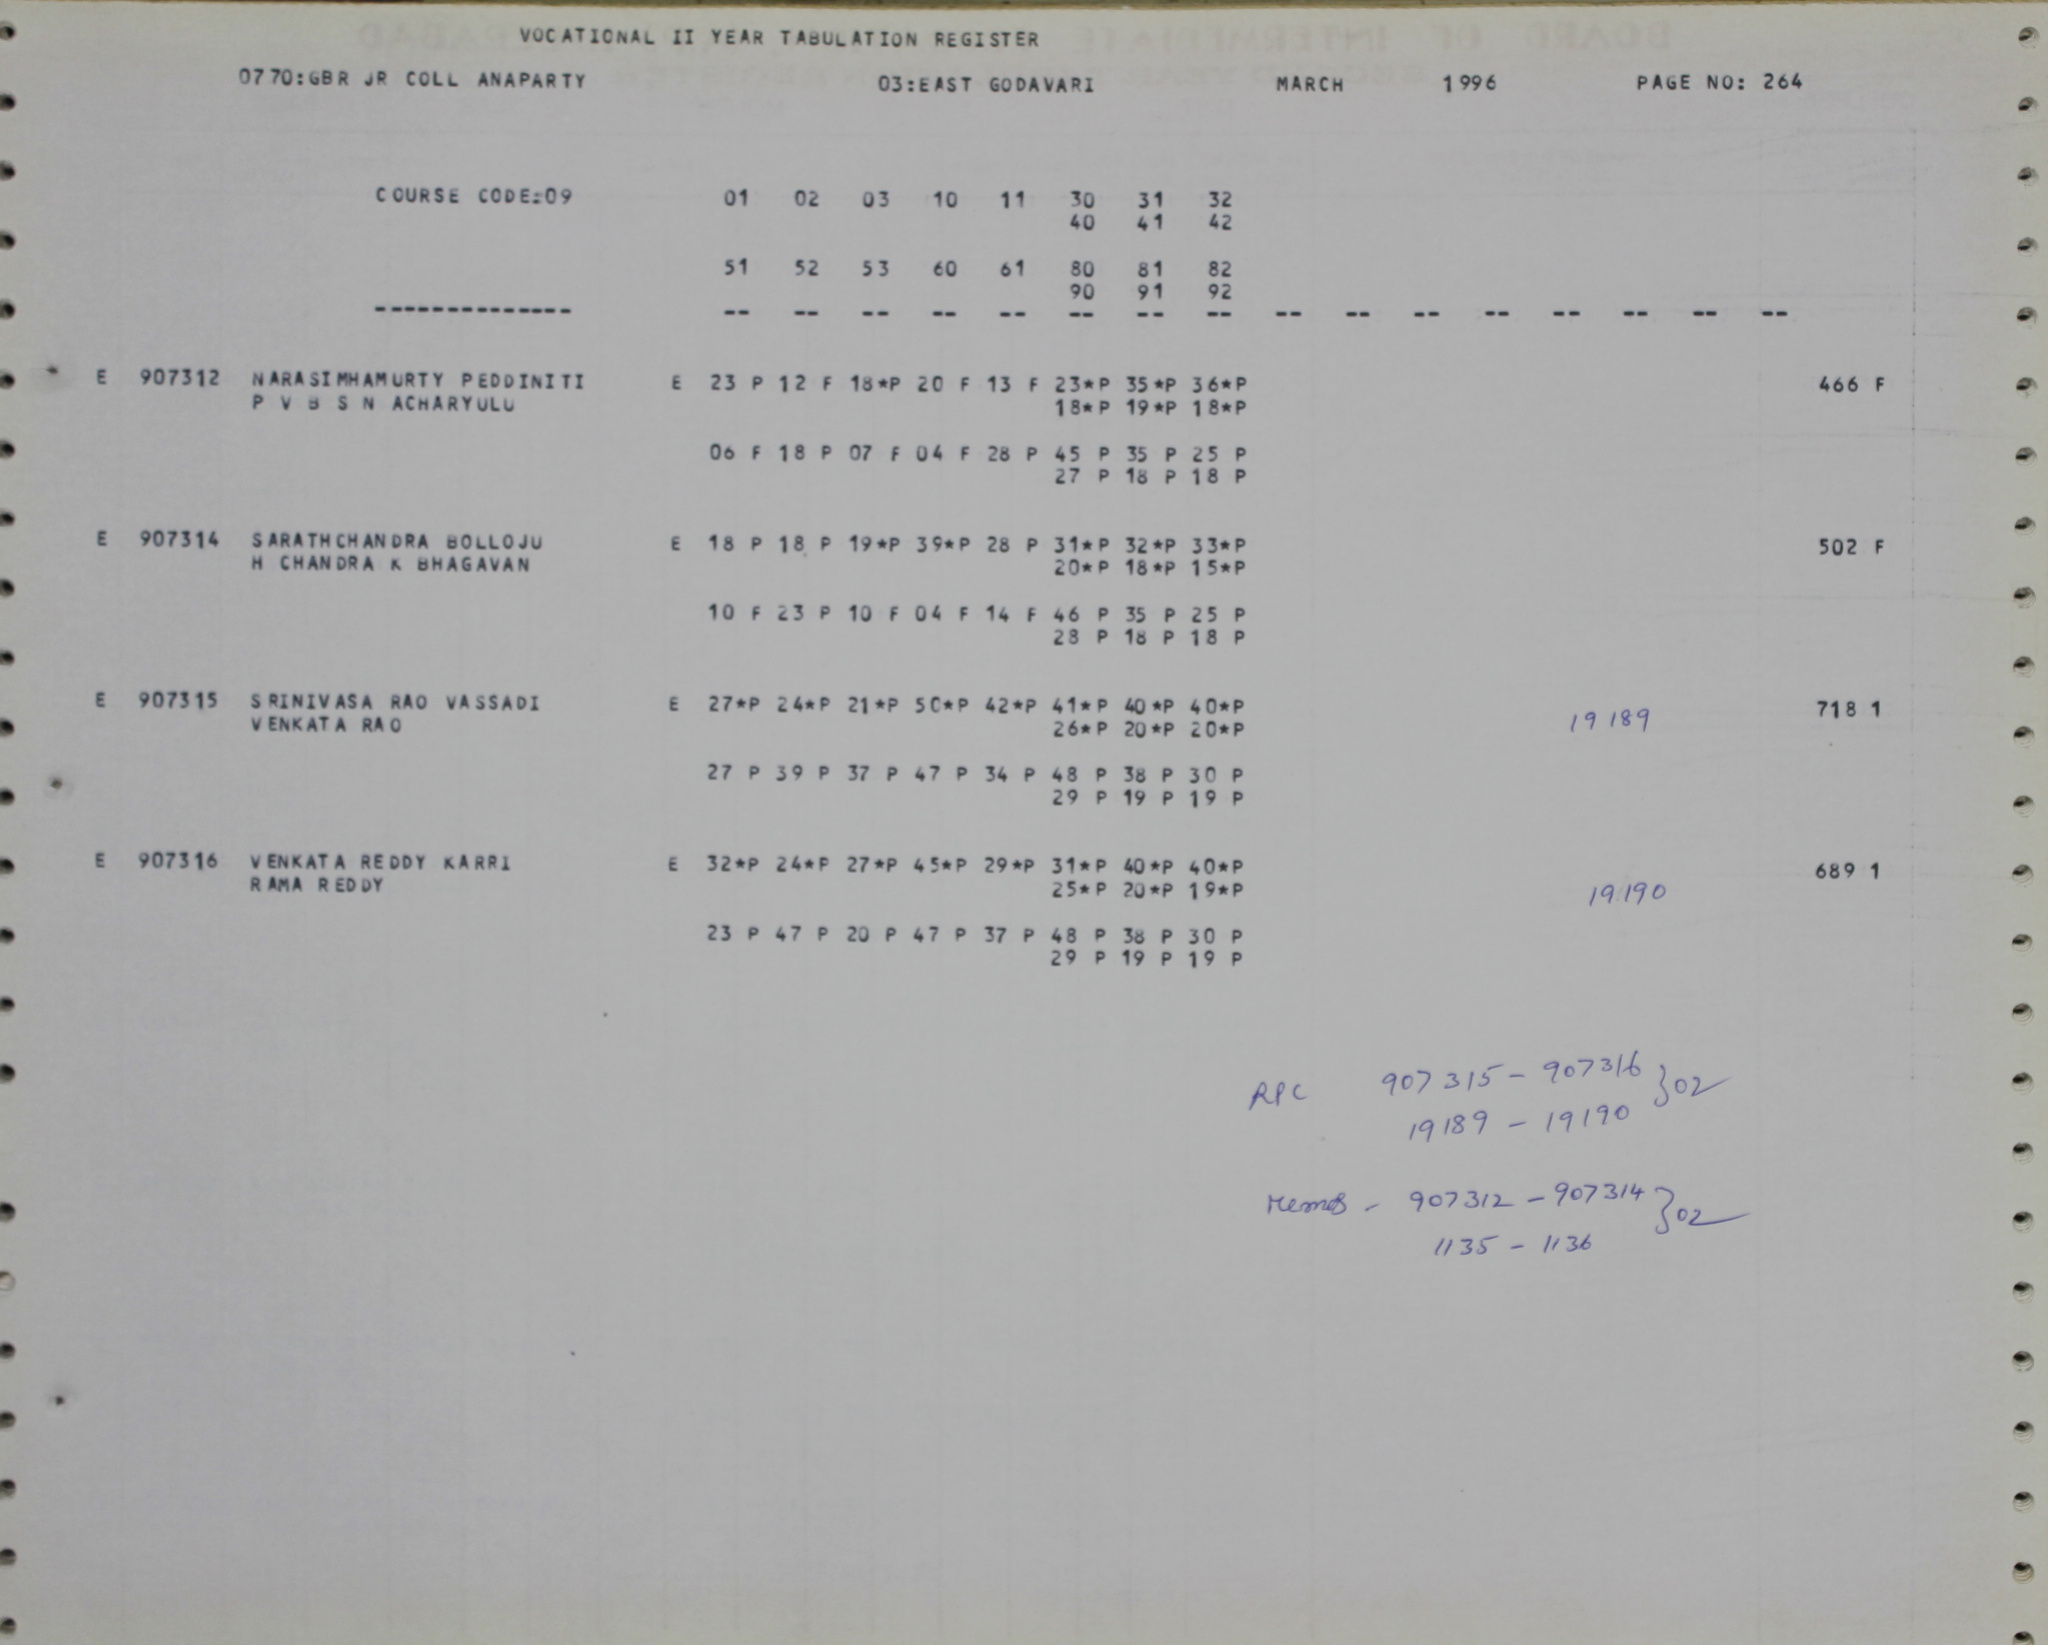 VOCATIONAL II YEAR TABULATION REGISTER
0770:GBR JR COLL ANAPARTY 03:EAST GODAVARI MARCH 1996 PAGE NO: 264
COURSE CODE:09 01 02 03 10 11 30 31 32
40 41 42
51 52 53 60 61 80 81 82
90 91 92
-------------- -- -- -- -- -- -- -- -- -- -- -- -- -- -- -- --
E 907312 NARASIMHAMURTY PEDDINITI E 23 P 12 F 18*P 20 F 13 F 23*P 35*P 36*P 466 F
P V B S N ACHARYULU 18*P 19*P 18*P
06 F 18 P 07 F 04 F 28 P 45 P 35 P 25 P
27 P 18 P 18 P
E 907314 SARATHCHANDRA BOLLOJU E 18 P 18 P 19*P 39*P 28 P 31*P 32*P 33*P 502 F
H CHANDRA K BHAGAVAN 20*P 18*P 15*P
10 F 23 P 10 F 04 F 14 F 46 P 35 P 25 P
28 P 18 P 18 P
E 907315 SRINIVASA RAO VASSADI E 27*P 24*P 21*P 50*P 42*P 41*P 40*P 40*P 19189 718 1
VENKATA RAO 26*P 20*P 20*P
27 P 39 P 37 P 47 P 34 P 48 P 38 P 30 P
29 P 19 P 19 P
E 907316 VENKATA REDDY KARRI E 32*P 24*P 27*P 45*P 29*P 31*P 40*P 40*P 689 1
RAMA REDDY 25*P 20*P 19*P 19190
23 P 47 P 20 P 47 P 37 P 48 P 38 P 30 P
29 P 19 P 19 P
RPC 907315 - 907316 } 02
19189 - 19190
Memos - 907312 - 907314 } 02
1135 - 1136